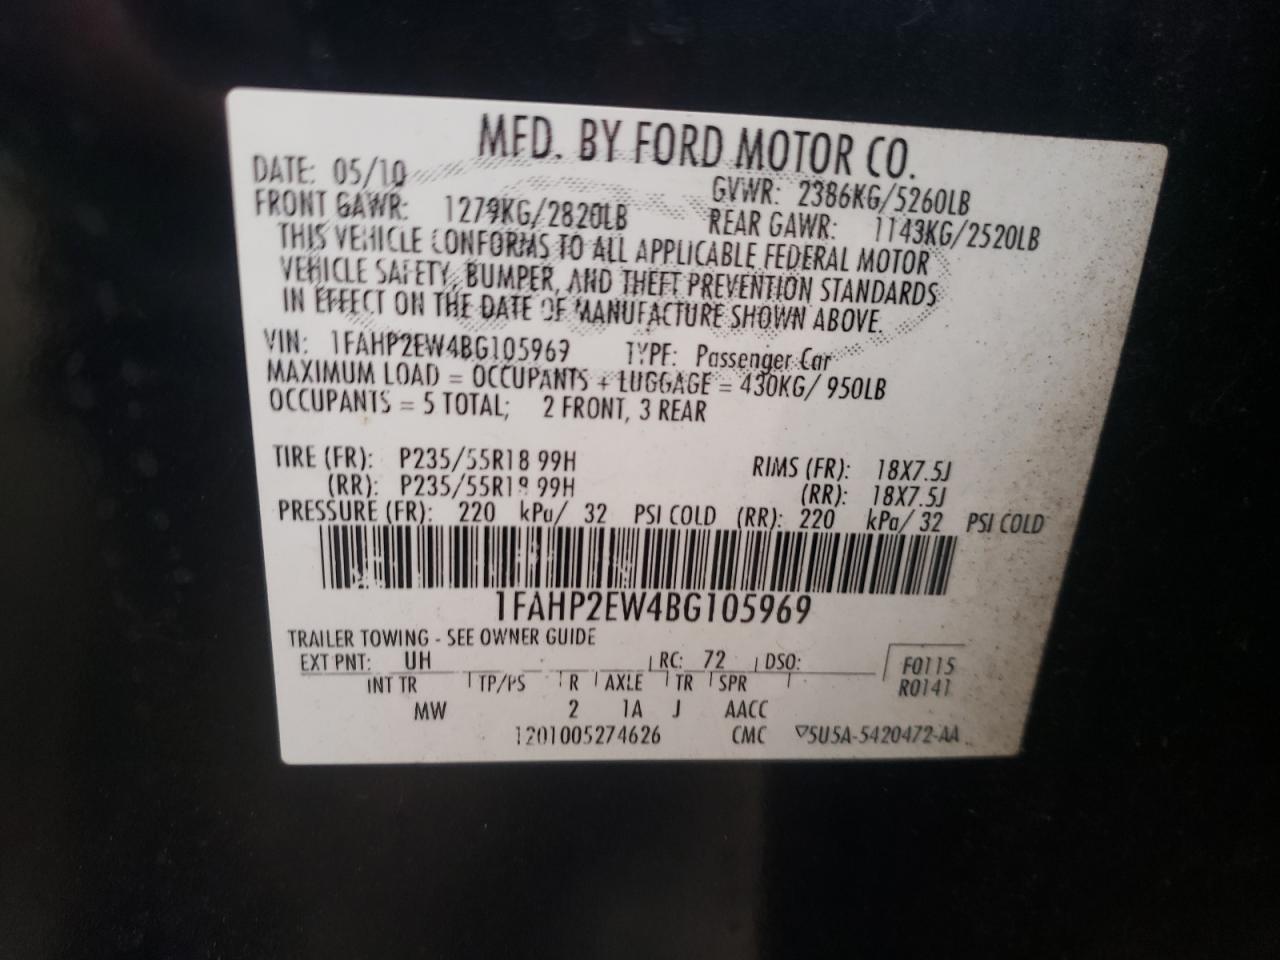 MFD. BY FORD MOTOR CO.
DATE: 05/10 GVWR: 2386KG/5260LB
FRONT GAWR: 1279KG/2820LB REAR GAWR: 1143KG/2520LB
THIS VEHICLE CONFORMS TO ALL APPLICABLE FEDERAL MOTOR
VEHICLE SAFETY, BUMPER, AND THEFT PREVENTION STANDARDS
IN EFFECT ON THE DATE OF MANUFACTURE SHOWN ABOVE.
VIN: 1FAHP2EW4BG105969 TYPE: Passenger Car
MAXIMUM LOAD = OCCUPANTS + LUGGAGE = 430KG/ 950LB
OCCUPANTS = 5 TOTAL; 2 FRONT, 3 REAR
TIRE (FR): P235/55R18 99H RIMS (FR): 18X7.5J
(RR): P235/55R18 99H (RR): 18X7.5J
PRESSURE (FR): 220 kPa/ 32 PSI COLD (RR): 220 kPa/ 32 PSI COLD
1FAHP2EW4BG105969
TRAILER TOWING - SEE OWNER GUIDE
EXT PNT: UH RC: 72 DSO: F0115
INT TR TP/PS R AXLE TR SPR R0141
MW 2 1A J AACC
1201005274626 CMC ▽5U5A-5420472-AA